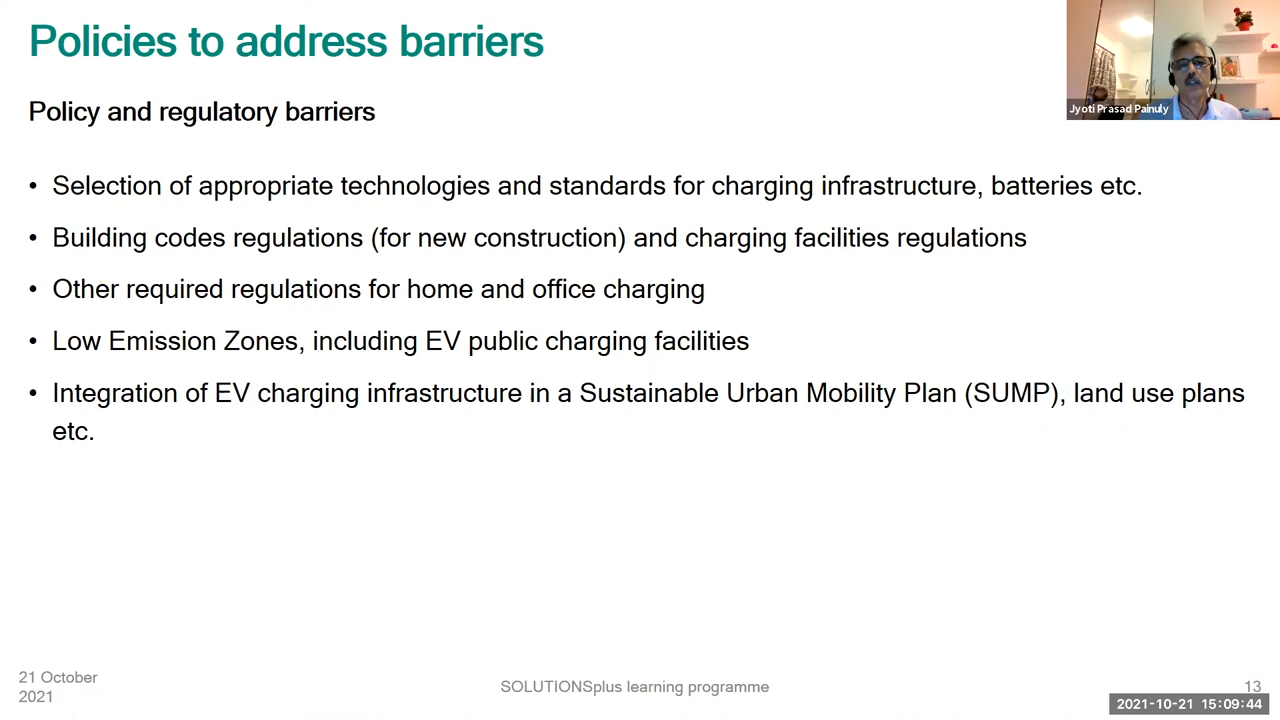 Policies to address barriers
Jyoti Prasad Painuly
Policy and regulatory barriers
• Selection of appropriate technologies and standards for charging infrastructure, batteries etc.
• Building codes regulations (for new construction) and charging facilities regulations
• Other required regulations for home and office charging
• Low Emission Zones, including EV public charging facilities
• Integration of EV charging infrastructure in a Sustainable Urban Mobility Plan (SUMP), land use plans
etc.
21 October
2021
SOLUTIONSplus learning programme
13
2021-10-21 15:09:44